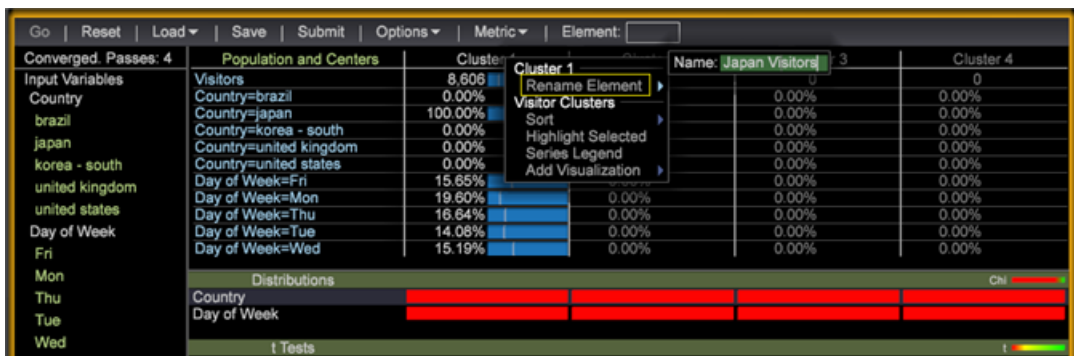 Go | Reset | Load | Save | Submit | Options | Metric | Element:
Converged. Passes: 4 Population and Centers Cluster 3 Cluster 4
Input Variables Visitors 8,606 0 0
Country Country=brazil 0.00% 0.00% 0.00%
brazil Country=japan 100.00% 0.00% 0.00%
japan Country=korea - south 0.00% 0.00% 0.00%
korea - south Country=united kingdom 0.00% 0.00% 0.00%
united kingdom Country=united states 0.00% 0.00% 0.00%
united states Day of Week=Fri 15.65% 0.00% 0.00% 0.00%
Day of Week Day of Week=Mon 19.60% 0.00% 0.00% 0.00%
Fri Day of Week=Thu 16.64% 0.00% 0.00% 0.00%
Mon Day of Week=Tue 14.08% 0.00% 0.00% 0.00%
Thu Day of Week=Wed 15.19% 0.00% 0.00% 0.00%
Tue
Wed
Cluster 1
Rename Element
Visitor Clusters
Sort
Highlight Selected
Series Legend
Add Visualization
Name: Japan Visitors
Distributions Chi
Country
Day of Week
t Tests t